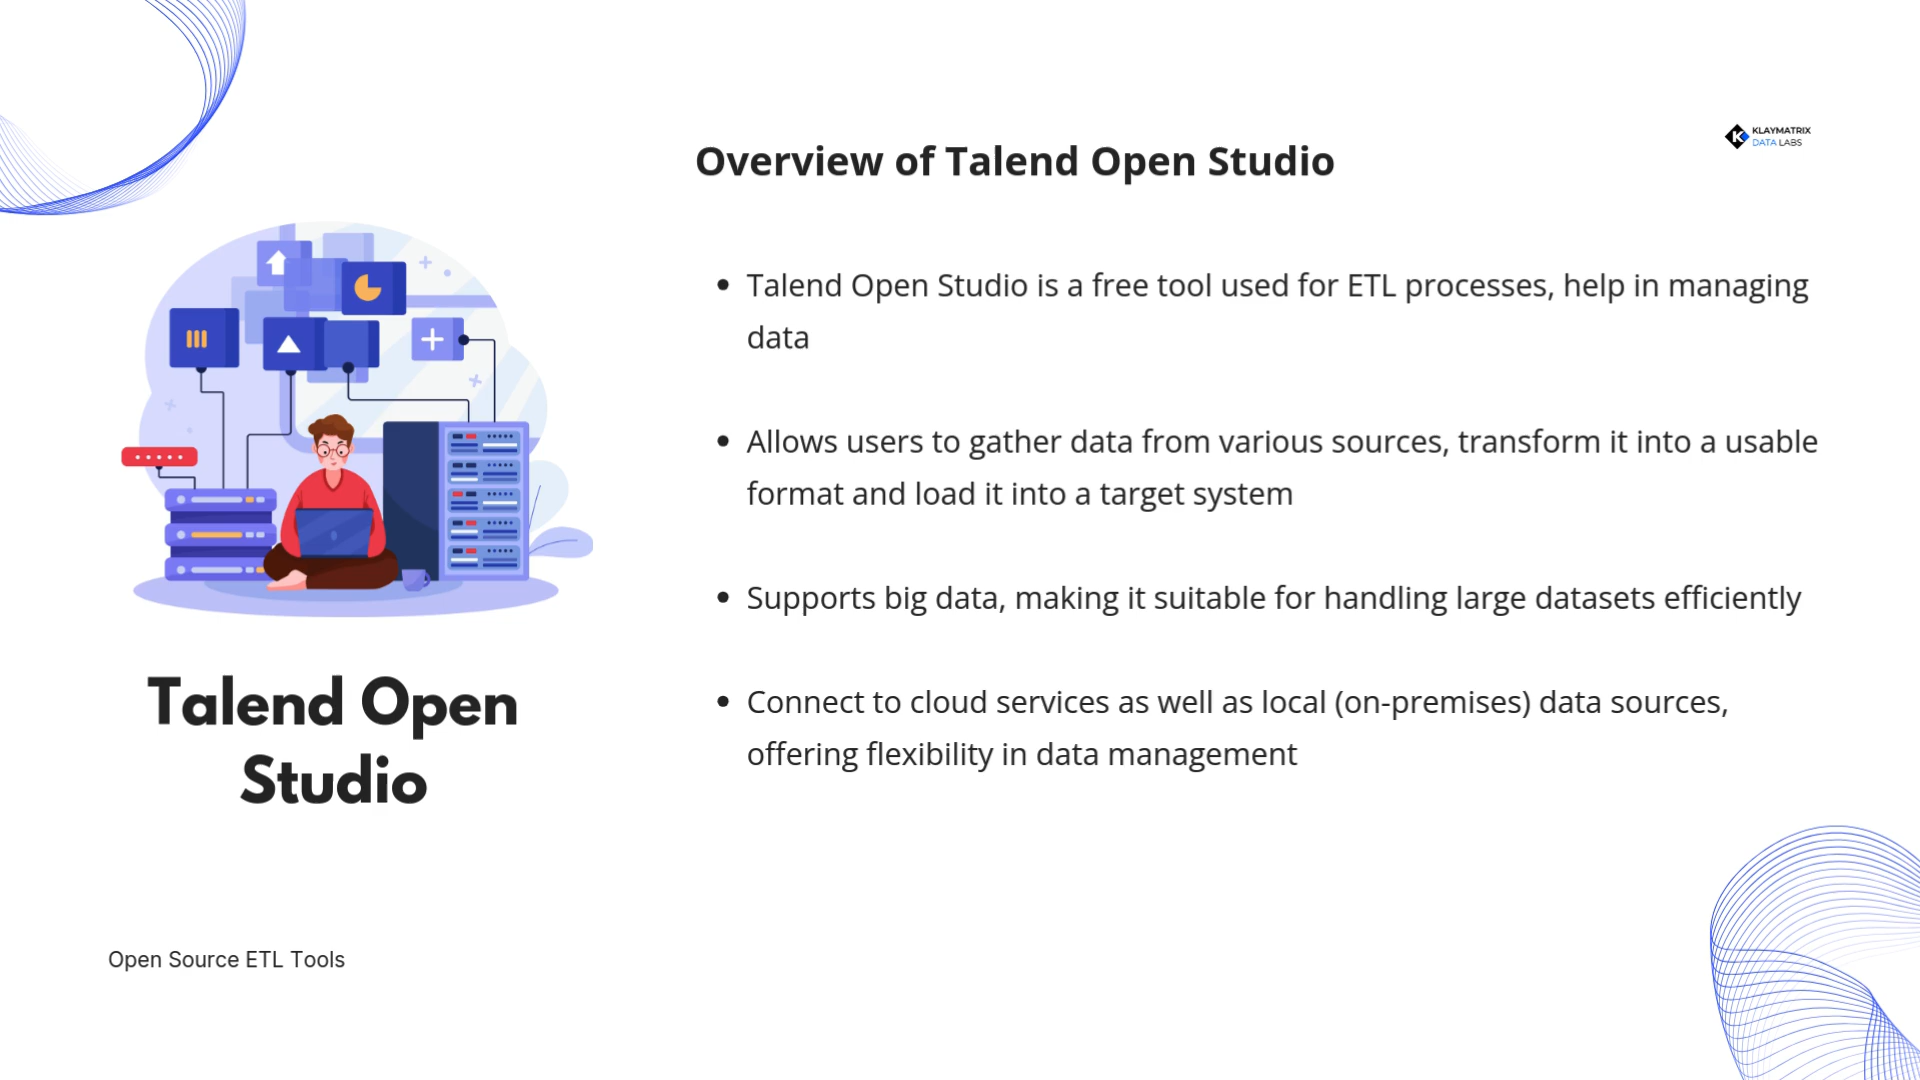 Overview of Talend Open Studio
KLAYMATRIX
DATA LABS
• Talend Open Studio is a free tool used for ETL processes, help in managing
data
• Allows users to gather data from various sources, transform it into a usable
format and load it into a target system
• Supports big data, making it suitable for handling large datasets efficiently
• Connect to cloud services as well as local (on-premises) data sources,
offering flexibility in data management
Talend Open
Studio
Open Source ETL Tools